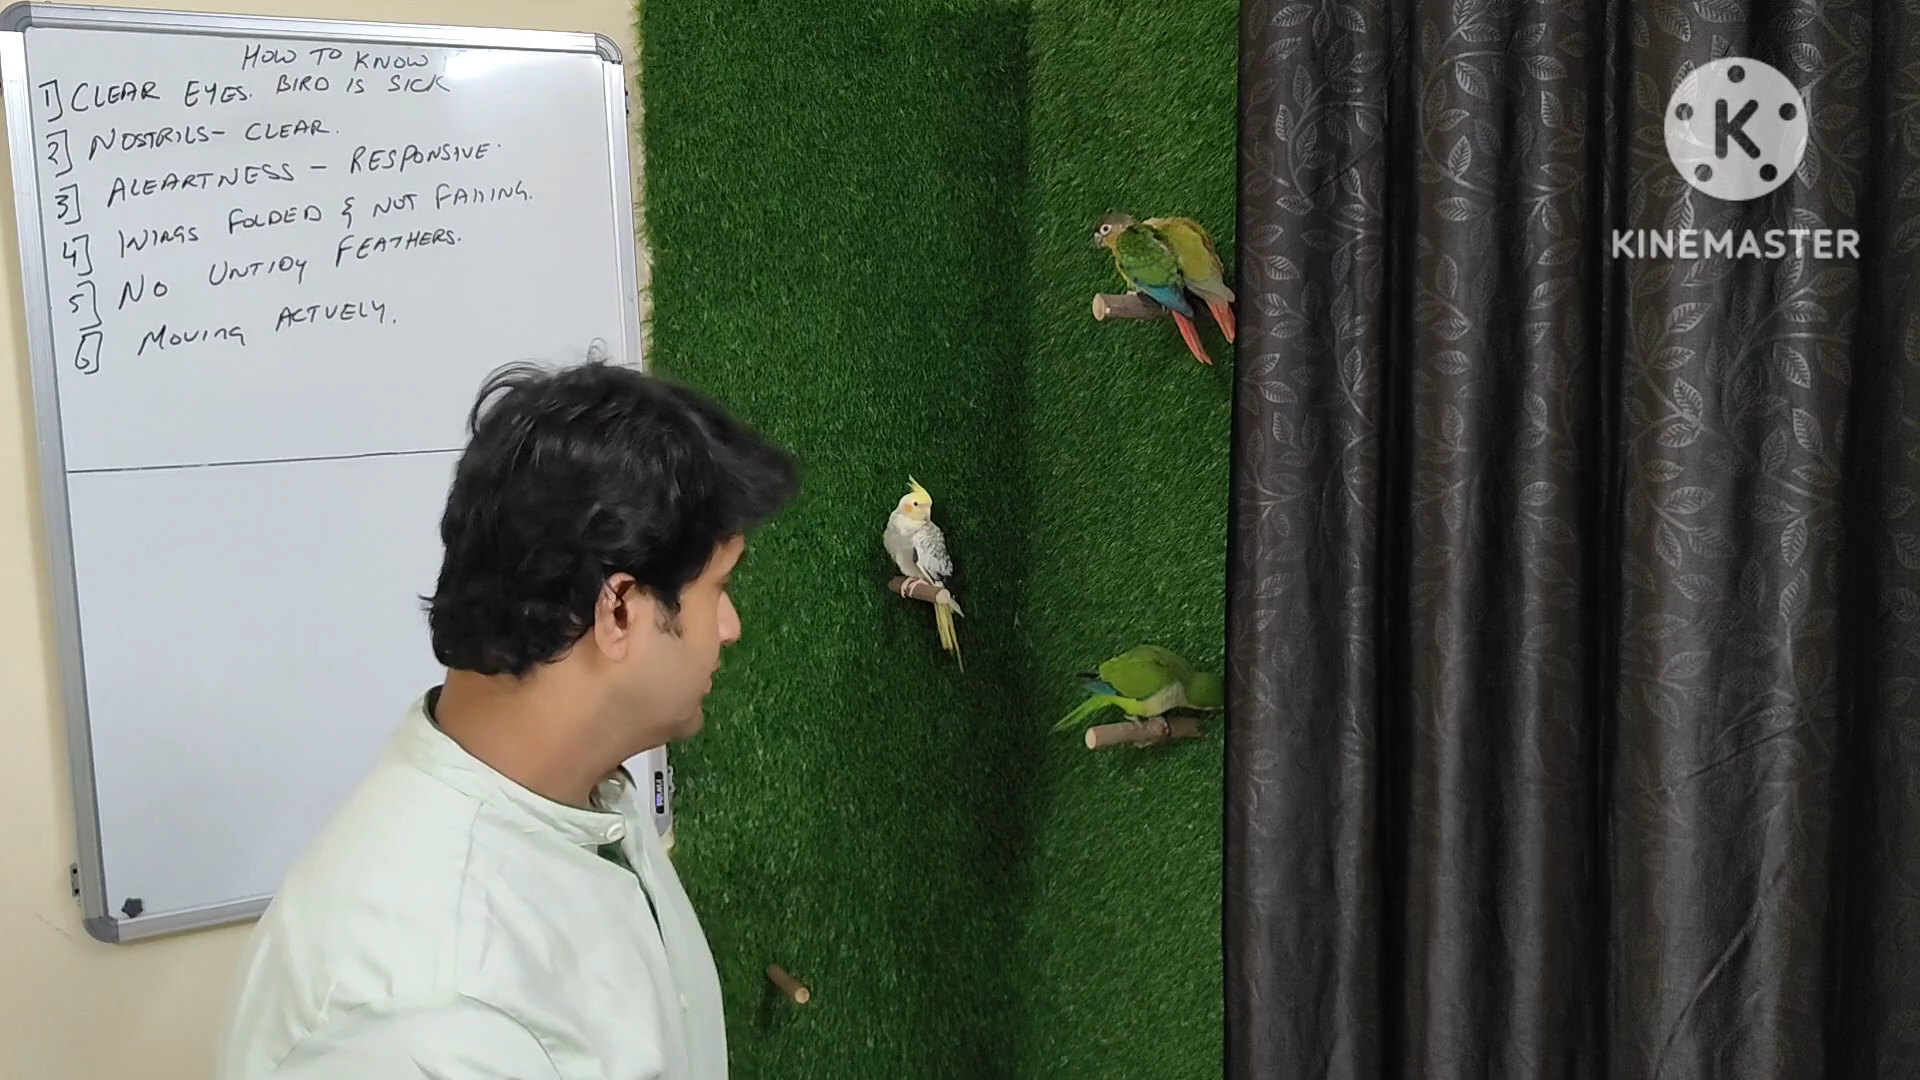 HOW TO KNOW
BIRD IS SICK
1] CLEAR EYES.
2] NOSTRILS- CLEAR.
3] ALEARTNESS - RESPONSIVE.
4] WINGS FOLDED & NOT FALLING.
5] NO UNTIDY FEATHERS.
6] MOVING ACTVELY.
K
KINEMASTER